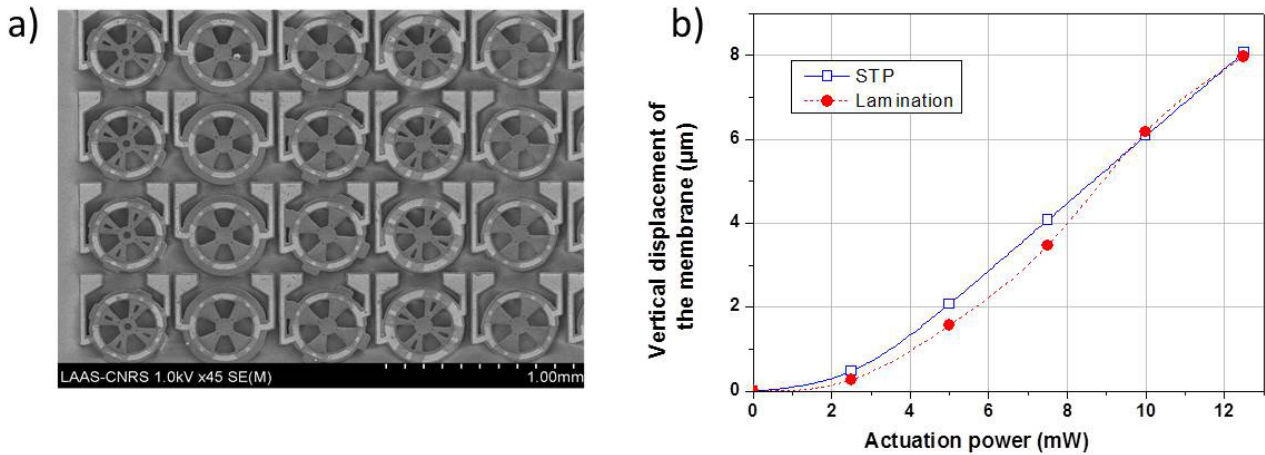 a)
LAAS-CNRS 1.0kV x45 SE(M)
1.00mm
b)
Vertical displacement of
the membrane (µm)
8
6
4
2
0
STP
Lamination
0
2
4
6
8
10
12
Actuation power (mW)